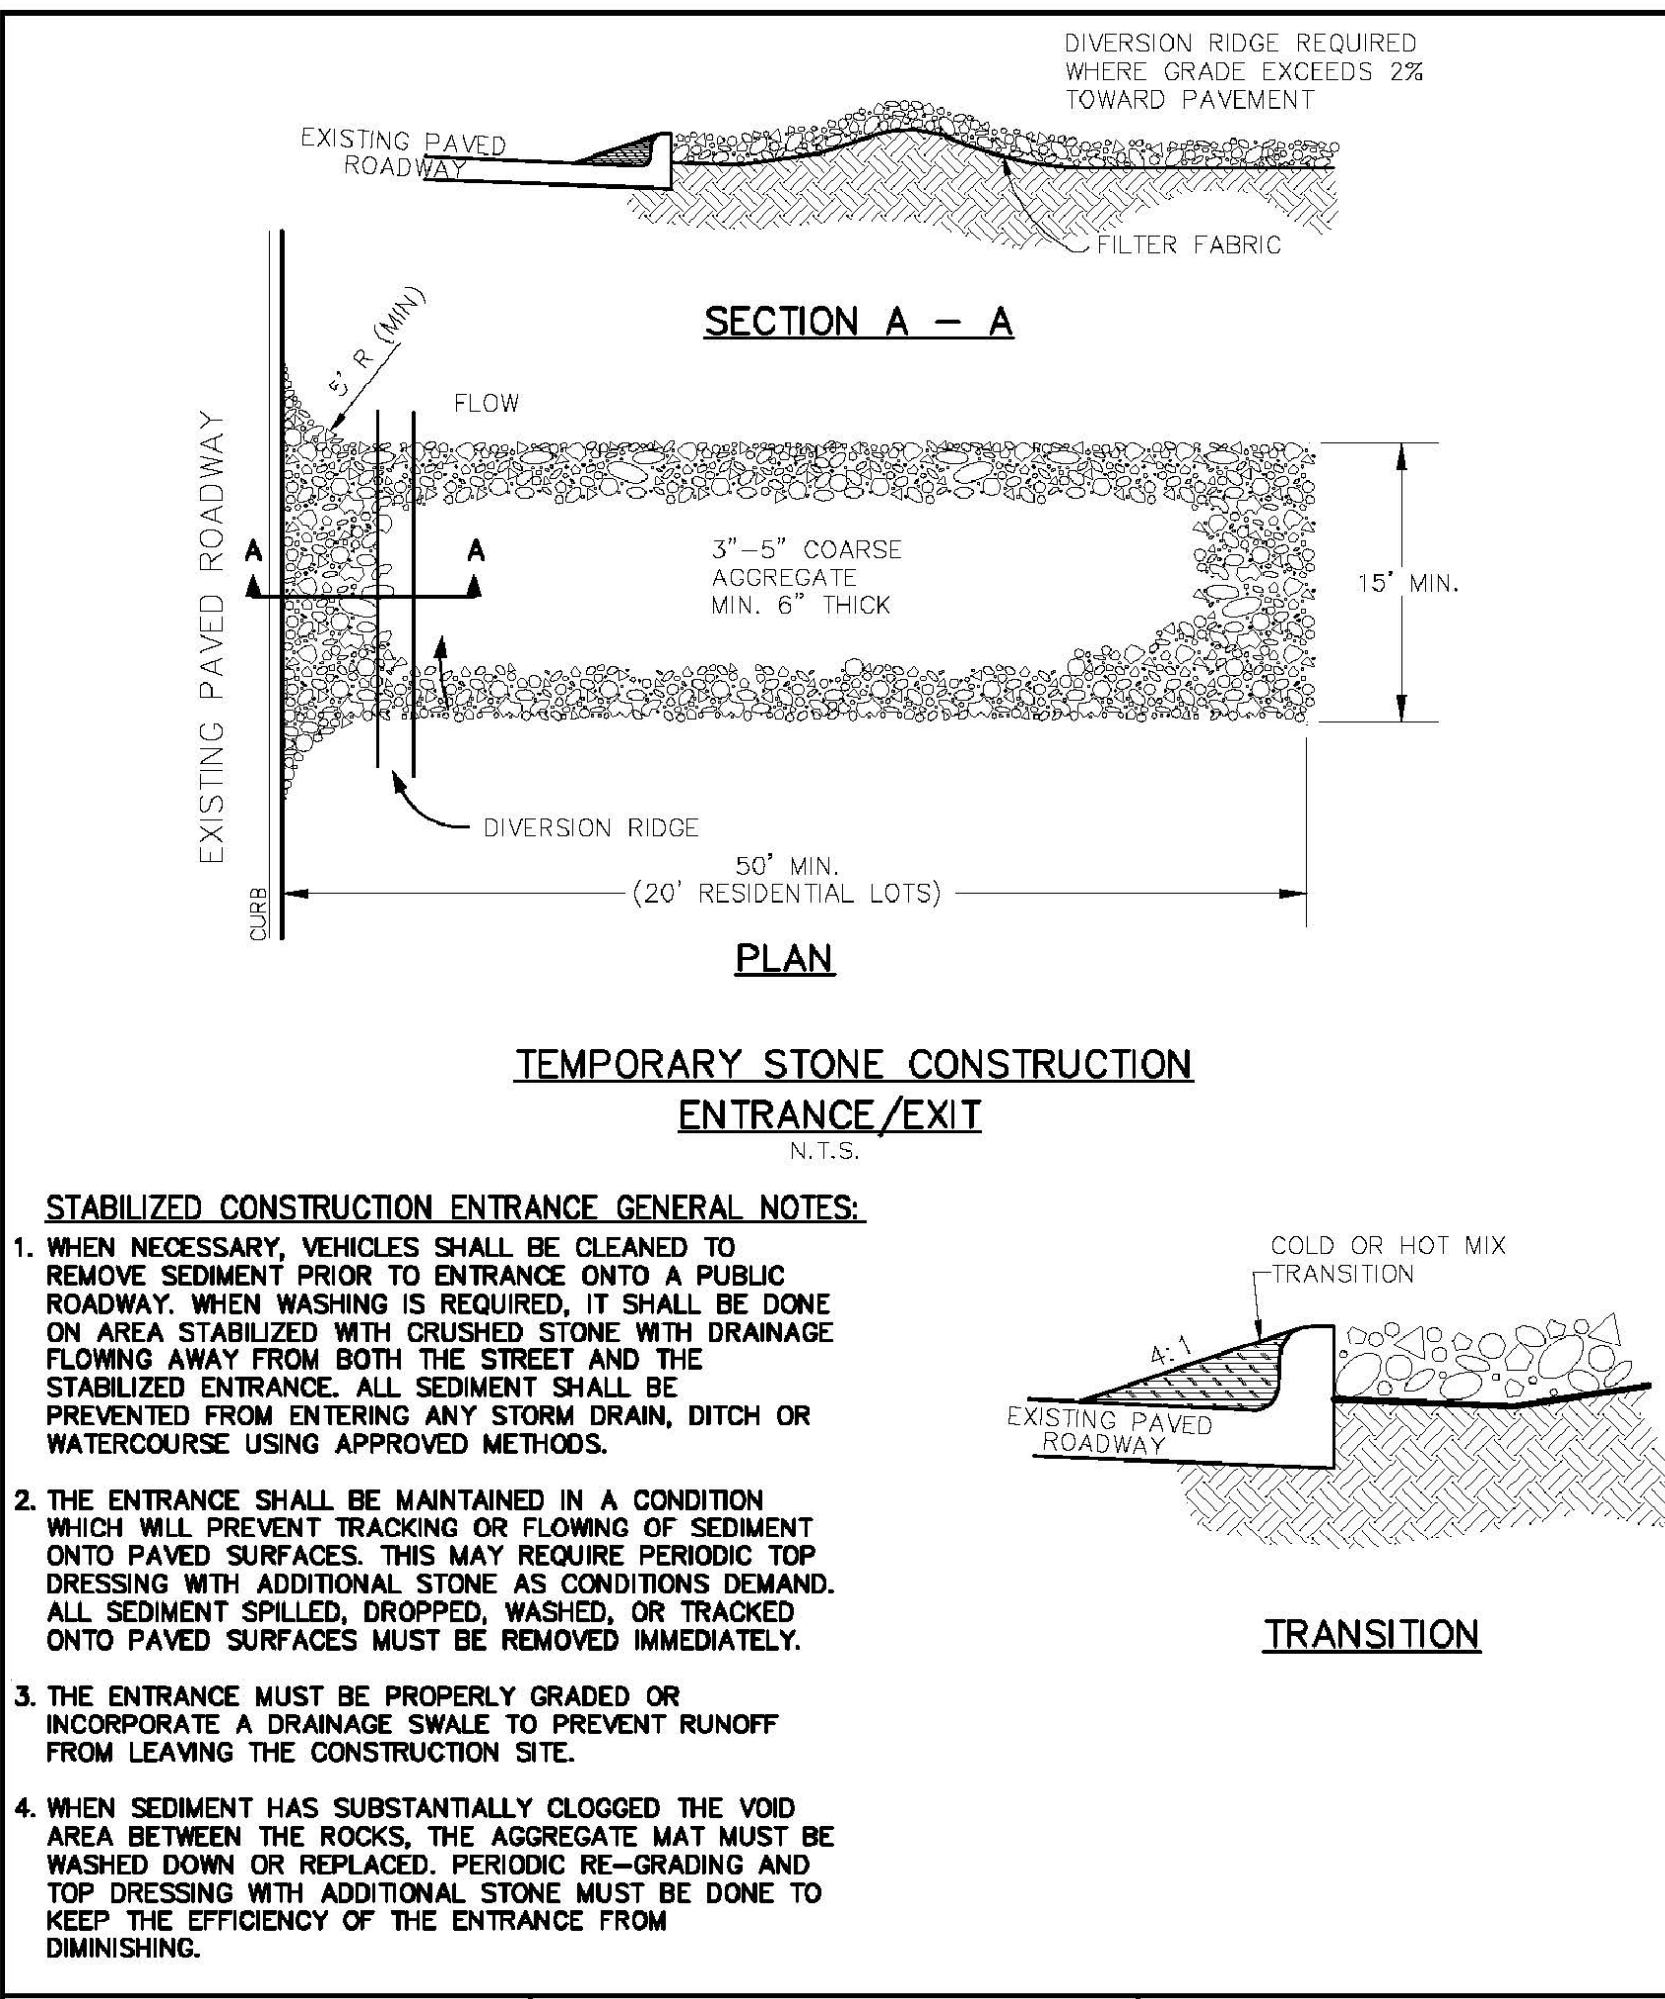 DIVERSION RIDGE REQUIRED
WHERE GRADE EXCEEDS 2%
TOWARD PAVEMENT
EXISTING PAVED
ROADWAY
FILTER FABRIC
SECTION A – A
5' R (MIN)
FLOW
EXISTING PAVED ROADWAY
A
A
3"–5" COARSE
AGGREGATE
MIN. 6" THICK
15' MIN.
DIVERSION RIDGE
50' MIN.
(20' RESIDENTIAL LOTS)
CURB
PLAN
TEMPORARY STONE CONSTRUCTION
ENTRANCE/EXIT
N.T.S.
STABILIZED CONSTRUCTION ENTRANCE GENERAL NOTES:
1. WHEN NECESSARY, VEHICLES SHALL BE CLEANED TO
REMOVE SEDIMENT PRIOR TO ENTRANCE ONTO A PUBLIC
ROADWAY. WHEN WASHING IS REQUIRED, IT SHALL BE DONE
ON AREA STABILIZED WITH CRUSHED STONE WITH DRAINAGE
FLOWING AWAY FROM BOTH THE STREET AND THE
STABILIZED ENTRANCE. ALL SEDIMENT SHALL BE
PREVENTED FROM ENTERING ANY STORM DRAIN, DITCH OR
WATERCOURSE USING APPROVED METHODS.
2. THE ENTRANCE SHALL BE MAINTAINED IN A CONDITION
WHICH WILL PREVENT TRACKING OR FLOWING OF SEDIMENT
ONTO PAVED SURFACES. THIS MAY REQUIRE PERIODIC TOP
DRESSING WITH ADDITIONAL STONE AS CONDITIONS DEMAND.
ALL SEDIMENT SPILLED, DROPPED, WASHED, OR TRACKED
ONTO PAVED SURFACES MUST BE REMOVED IMMEDIATELY.
3. THE ENTRANCE MUST BE PROPERLY GRADED OR
INCORPORATE A DRAINAGE SWALE TO PREVENT RUNOFF
FROM LEAVING THE CONSTRUCTION SITE.
4. WHEN SEDIMENT HAS SUBSTANTIALLY CLOGGED THE VOID
AREA BETWEEN THE ROCKS, THE AGGREGATE MAT MUST BE
WASHED DOWN OR REPLACED. PERIODIC RE–GRADING AND
TOP DRESSING WITH ADDITIONAL STONE MUST BE DONE TO
KEEP THE EFFICIENCY OF THE ENTRANCE FROM
DIMINISHING.
COLD OR HOT MIX
TRANSITION
4:1
EXISTING PAVED
ROADWAY
TRANSITION